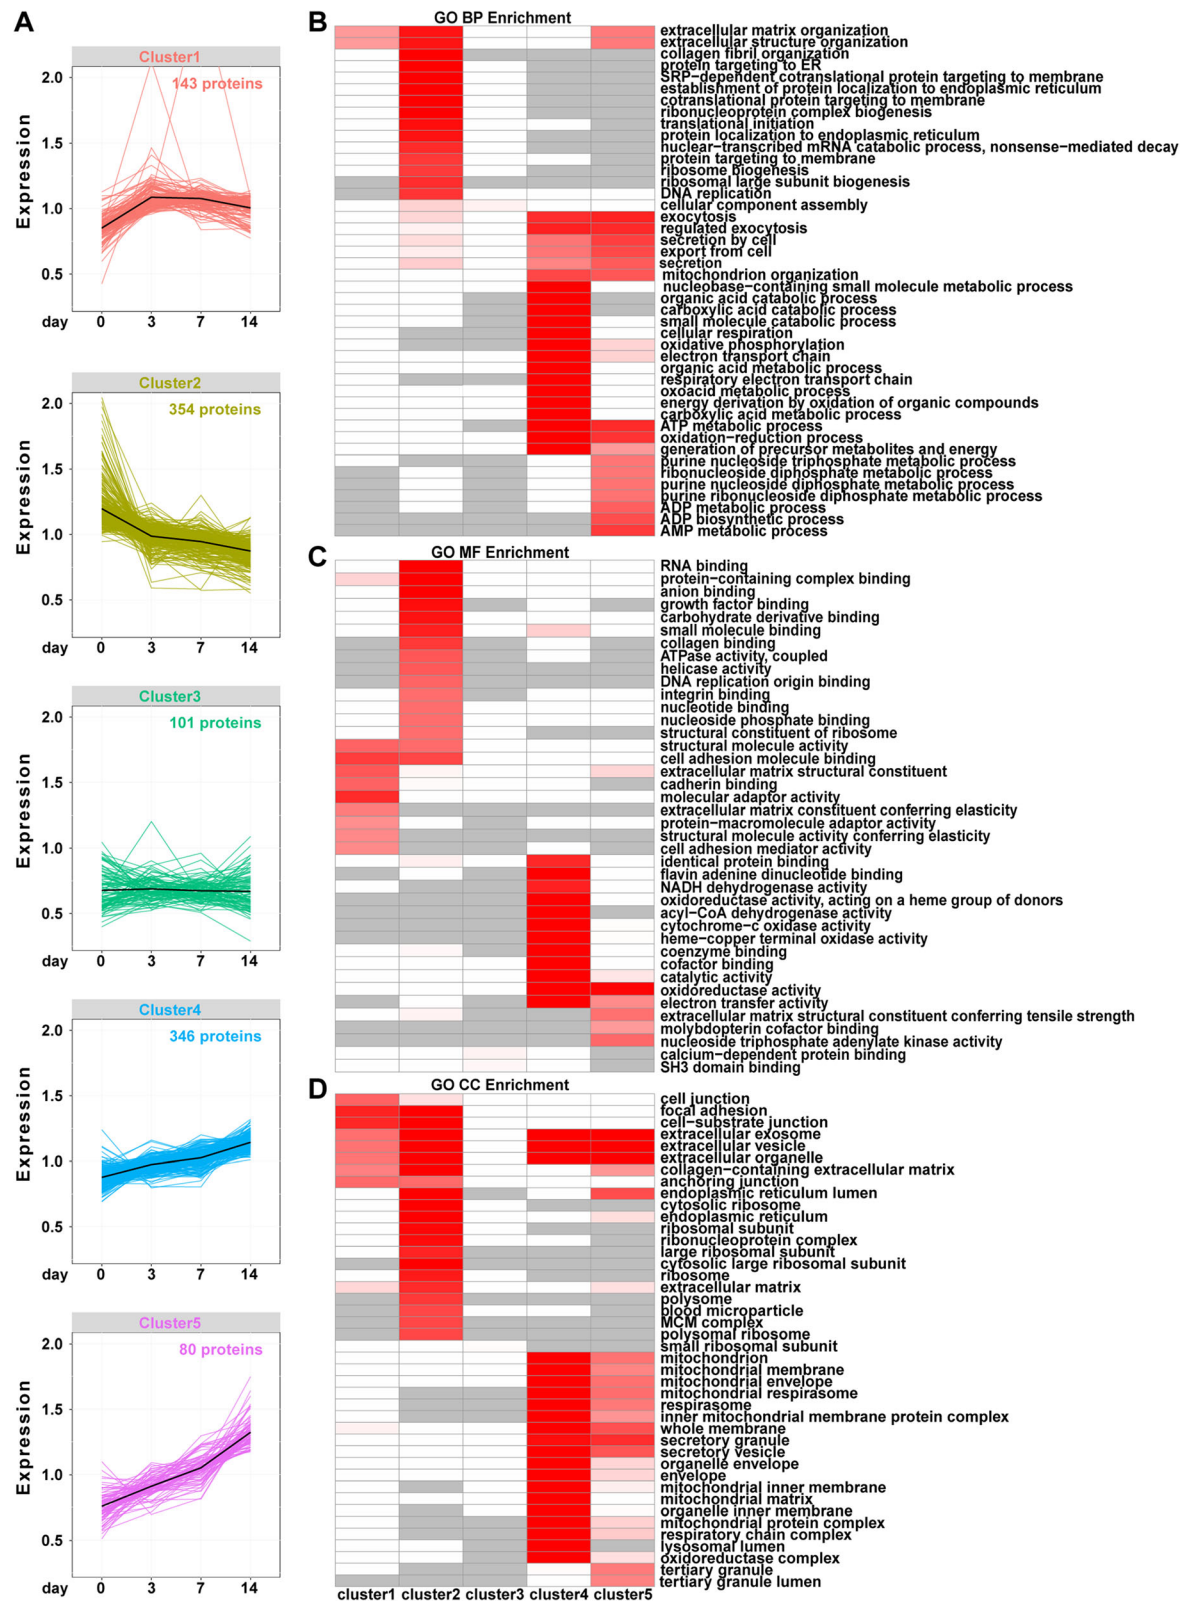 A
Cluster1
143 proteins
Expression
2.0
1.5
1.0
0.5
day
0 3 7 14
Cluster2
354 proteins
Expression
2.0
1.5
1.0
0.5
day
0 3 7 14
Cluster3
101 proteins
Expression
2.0
1.5
1.0
0.5
day
0 3 7 14
Cluster4
346 proteins
Expression
2.0
1.5
1.0
0.5
day
0 3 7 14
Cluster5
80 proteins
Expression
2.0
1.5
1.0
0.5
day
0 3 7 14
B
GO BP Enrichment
extracellular matrix organization
extracellular structure organization
collagen fibril organization
protein targeting to ER
SRP−dependent cotranslational protein targeting to membrane
establishment of protein localization to endoplasmic reticulum
cotranslational protein targeting to membrane
ribonucleoprotein complex biogenesis
translational initiation
protein localization to endoplasmic reticulum
nuclear−transcribed mRNA catabolic process, nonsense−mediated decay
protein targeting to membrane
ribosome biogenesis
ribosomal large subunit biogenesis
DNA replication
cellular component assembly
exocytosis
regulated exocytosis
secretion by cell
export from cell
secretion
mitochondrion organization
nucleobase−containing small molecule metabolic process
organic acid catabolic process
carboxylic acid catabolic process
small molecule catabolic process
cellular respiration
oxidative phosphorylation
electron transport chain
organic acid metabolic process
respiratory electron transport chain
oxoacid metabolic process
energy derivation by oxidation of organic compounds
carboxylic acid metabolic process
ATP metabolic process
oxidation−reduction process
generation of precursor metabolites and energy
purine nucleoside triphosphate metabolic process
ribonucleoside diphosphate metabolic process
purine nucleoside diphosphate metabolic process
purine ribonucleoside diphosphate metabolic process
ADP metabolic process
ADP biosynthetic process
AMP metabolic process
C
GO MF Enrichment
RNA binding
protein−containing complex binding
anion binding
growth factor binding
carbohydrate derivative binding
small molecule binding
collagen binding
ATPase activity, coupled
helicase activity
DNA replication origin binding
integrin binding
nucleotide binding
nucleoside phosphate binding
structural constituent of ribosome
structural molecule activity
cell adhesion molecule binding
extracellular matrix structural constituent
cadherin binding
molecular adaptor activity
extracellular matrix constituent conferring elasticity
protein−macromolecule adaptor activity
structural molecule activity conferring elasticity
cell adhesion mediator activity
identical protein binding
flavin adenine dinucleotide binding
NADH dehydrogenase activity
oxidoreductase activity, acting on a heme group of donors
acyl−CoA dehydrogenase activity
cytochrome−c oxidase activity
heme−copper terminal oxidase activity
coenzyme binding
cofactor binding
catalytic activity
oxidoreductase activity
electron transfer activity
extracellular matrix structural constituent conferring tensile strength
molybdopterin cofactor binding
nucleoside triphosphate adenylate kinase activity
calcium−dependent protein binding
SH3 domain binding
D
GO CC Enrichment
cell junction
focal adhesion
cell−substrate junction
extracellular exosome
extracellular vesicle
extracellular organelle
collagen−containing extracellular matrix
anchoring junction
endoplasmic reticulum lumen
cytosolic ribosome
endoplasmic reticulum
ribosomal subunit
ribonucleoprotein complex
large ribosomal subunit
cytosolic large ribosomal subunit
ribosome
extracellular matrix
polysome
blood microparticle
MCM complex
polysomal ribosome
small ribosomal subunit
mitochondrion
mitochondrial membrane
mitochondrial envelope
mitochondrial respirasome
respirasome
inner mitochondrial membrane protein complex
whole membrane
secretory granule
secretory vesicle
organelle envelope
envelope
mitochondrial inner membrane
mitochondrial matrix
organelle inner membrane
mitochondrial protein complex
respiratory chain complex
lysosomal lumen
oxidoreductase complex
tertiary granule
tertiary granule lumen
cluster1 cluster2 cluster3 cluster4 cluster5